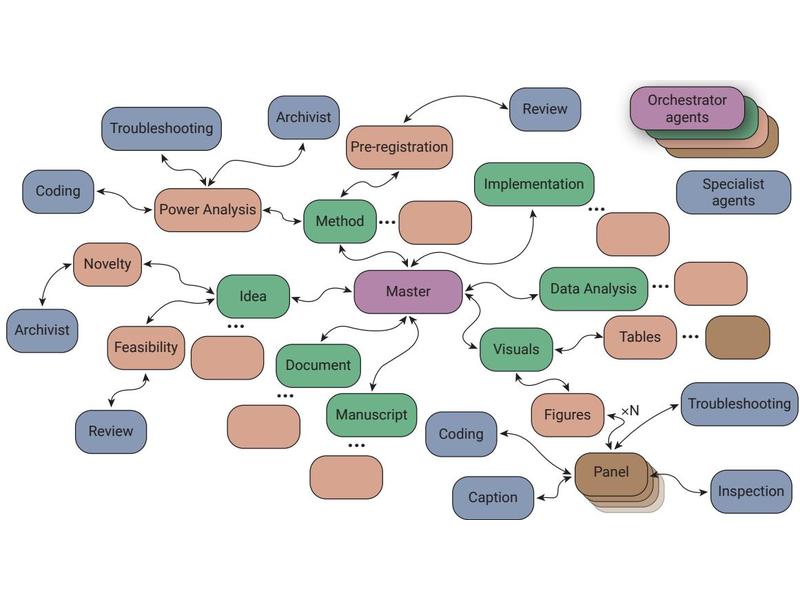 Orchestrator
agents
Specialist
agents
Troubleshooting
Archivist
Review
Pre-registration
Coding
Power Analysis
Method
...
Implementation
...
Novelty
Idea
...
Master
Data Analysis
...
Archivist
Feasibility
Document
...
Visuals
Tables
...
Review
Manuscript
...
Figures
×N
Troubleshooting
Coding
Panel
Caption
Inspection